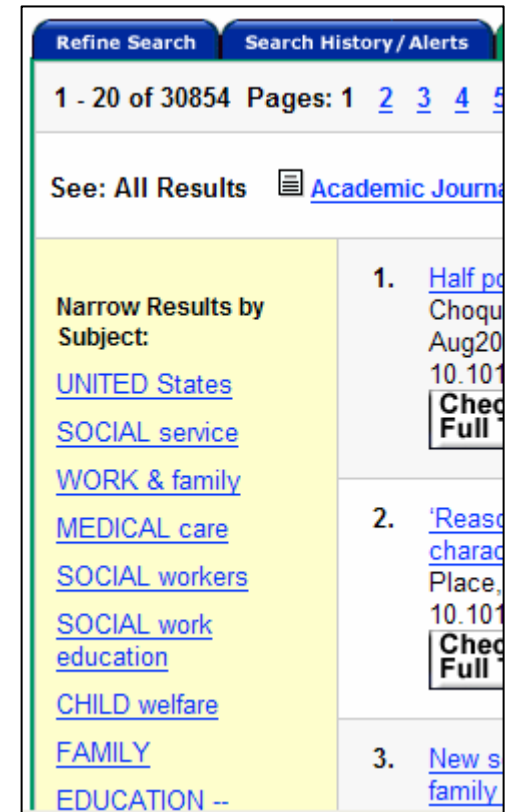 Refine Search Search History/Alerts
1 - 20 of 30854 Pages: 1 2 3 4 5
See: All Results Academic Journa
Narrow Results by
Subject:
UNITED States
SOCIAL service
WORK & family
MEDICAL care
SOCIAL workers
SOCIAL work
education
CHILD welfare
FAMILY
EDUCATION --
1. Half po
Choqu
Aug20
10.101
Chec
Full T
2. 'Reaso
charac
Place,
10.101
Chec
Full T
3. New s
family